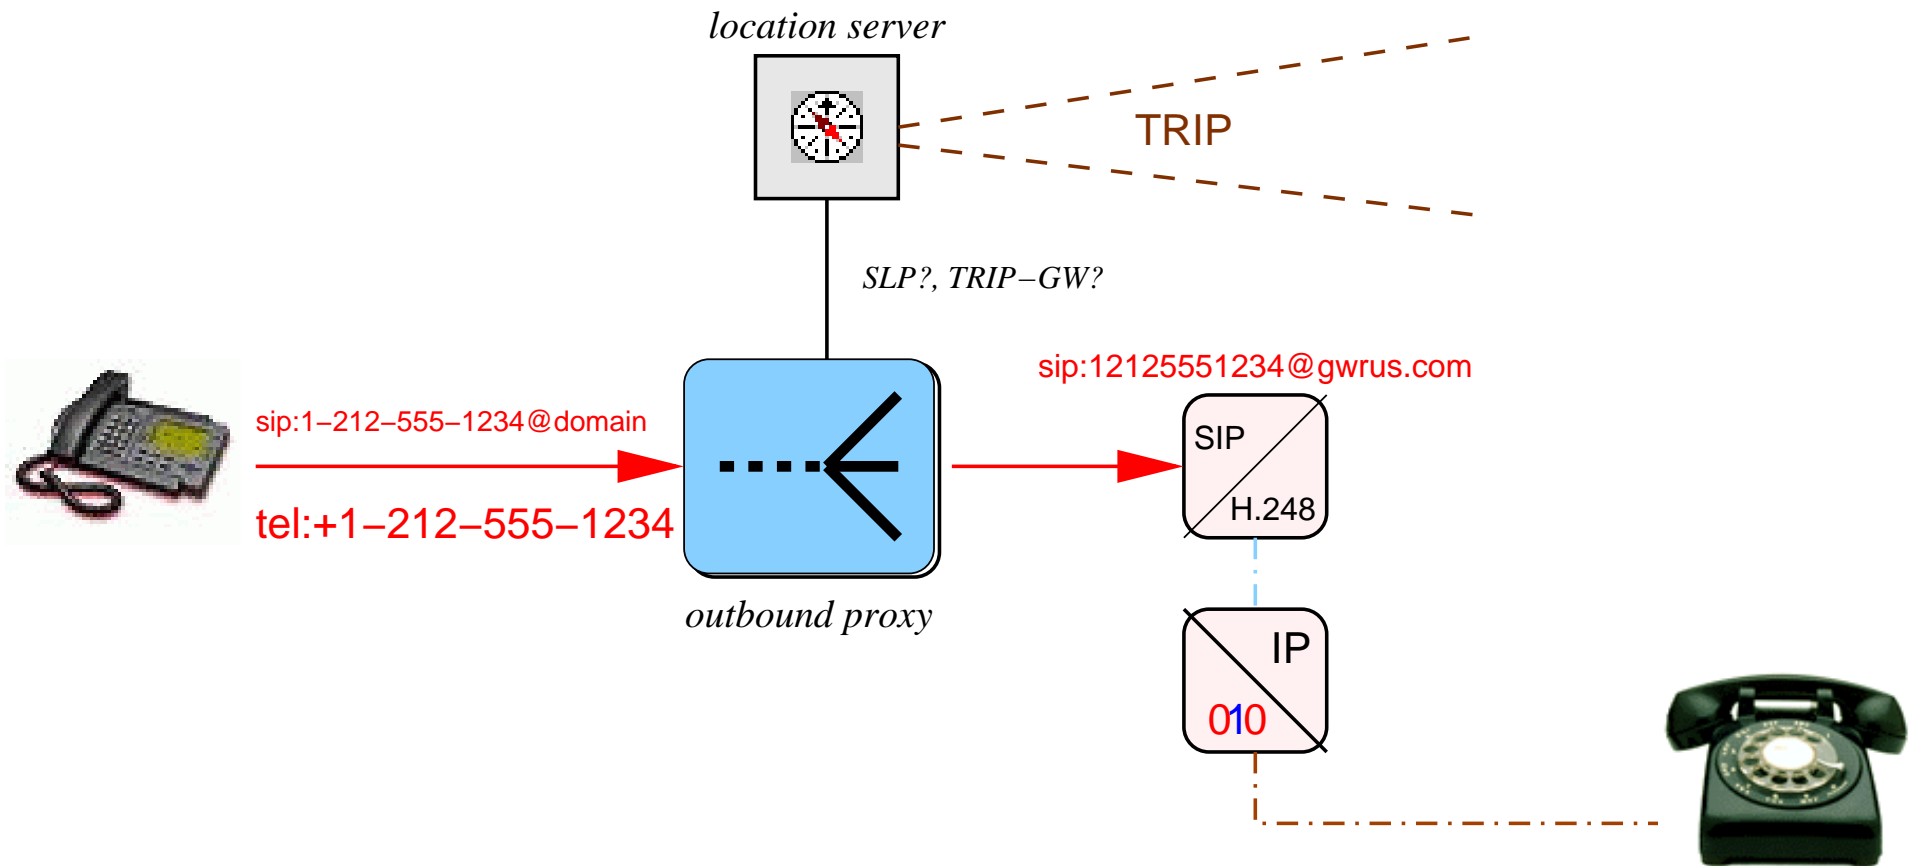 location server
TRIP
SLP?, TRIP–GW?
sip:12125551234@gwrus.com
sip:1–212–555–1234@domain
tel:+1–212–555–1234
SIP
H.248
outbound proxy
IP
010